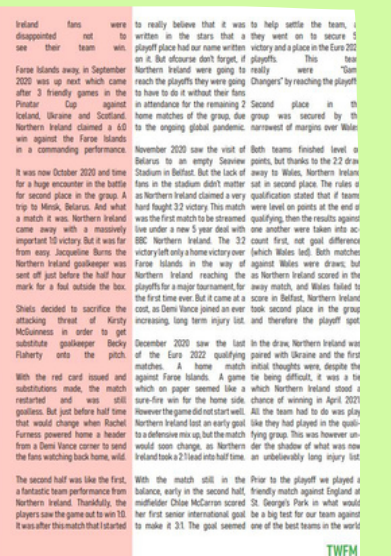 Ireland fans were
disappointed not to
see their team win.
Faroe Islands away, in September
2020 was up next which came
after 3 friendly games in the
Pinatar Cup against
Iceland, Ukraine and Scotland.
Northern Ireland claimed a 6:0
win against the Faroe Islands
in a commanding performance.
It was now October 2020 and time
for a huge encounter in the battle
for second place in the group. A
trip to Minsk, Belarus. And what
a match it was. Northern Ireland
came away with a massively
important 1:0 victory. But it was far
from easy. Jacqueline Burns the
Northern Ireland goalkeeper was
sent off just before the half hour
mark for a foul outside the box.
Shiels decided to sacrifice the
attacking threat of Kirsty
McGuinness in order to get
substitute goalkeeper Becky
Flaherty onto the pitch.
With the red card issued and
substitutions made, the match
restarted and was still
goalless. But just before half time
that would change when Rachel
Furness powered home a header
from a Demi Vance corner to send
the fans watching back home, wild.
The second half was like the first,
a fantastic team performance from
Northern Ireland. Thankfully, the
players saw the game out to win 1:0.
It was after this match that I started
to really believe that it was
written in the stars that a
playoff place had our name written
on it. But ofcourse don't forget, if
Northern Ireland were going to
reach the playoffs they were going
to have to do it without their fans
in attendance for the remaining 2
home matches of the group, due
to the ongoing global pandemic.
November 2020 saw the visit of
Belarus to an empty Seaview
Stadium in Belfast. But the lack of
fans in the stadium didn't matter
as Northern Ireland claimed a very
hard fought 3:2 victory. This match
was the first match to be streamed
live under a new 5 year deal with
BBC Northern Ireland. The 3:2
victory left only a home victory over
Faroe Islands in the way of
Northern Ireland reaching the
playoffs for a major tournament, for
the first time ever. But it came at a
cost, as Demi Vance joined an ever
increasing, long term injury list.
December 2020 saw the last
of the Euro 2022 qualifying
matches. A home match
against Faroe Islands. A game
which on paper seemed like a
sure-fire win for the home side.
However the game did not start well.
Northern Ireland lost an early goal
to a defensive mix up, but the match
would soon change, as Northern
Ireland took a 2:1 lead into half time.
With the match still in the
balance, early in the second half,
midfielder Chloe McCarron scored
her first senior international goal
to make it 3:1. The goal seemed
to help settle the team,
they went on to secure 5
victory and a place in the Euro 202
playoffs. This tea
really were "Gam
Changers" by reaching the playoff
Second place in th
group was secured by th
narrowest of margins over Wales
Both teams finished level o
points, but thanks to the 2:2 draw
away to Wales, Northern Ireland
sat in second place. The rules o
qualification stated that if teams
were level on points at the end o
qualifying, then the results against
one another were taken into ac-
count first, not goal difference
(which Wales led). Both matches
against Wales were draws; but
as Northern Ireland scored in the
away match, and Wales failed to
score in Belfast, Northern Ireland
took second place in the group
and therefore the playoff spot.
In the draw, Northern Ireland was
paired with Ukraine and the first
initial thoughts were, despite the
tie being difficult, it was a tie
which Northern Ireland stood a
chance of winning in April 2021
All the team had to do was play
like they had played in the quali-
fying group. This was however un-
der the shadow of what was now
an unbelievably long injury list.
Prior to the playoff we played a
friendly match against England at
St. George's Park in what would
be a big test for our team against
one of the best teams in the world
TWFM